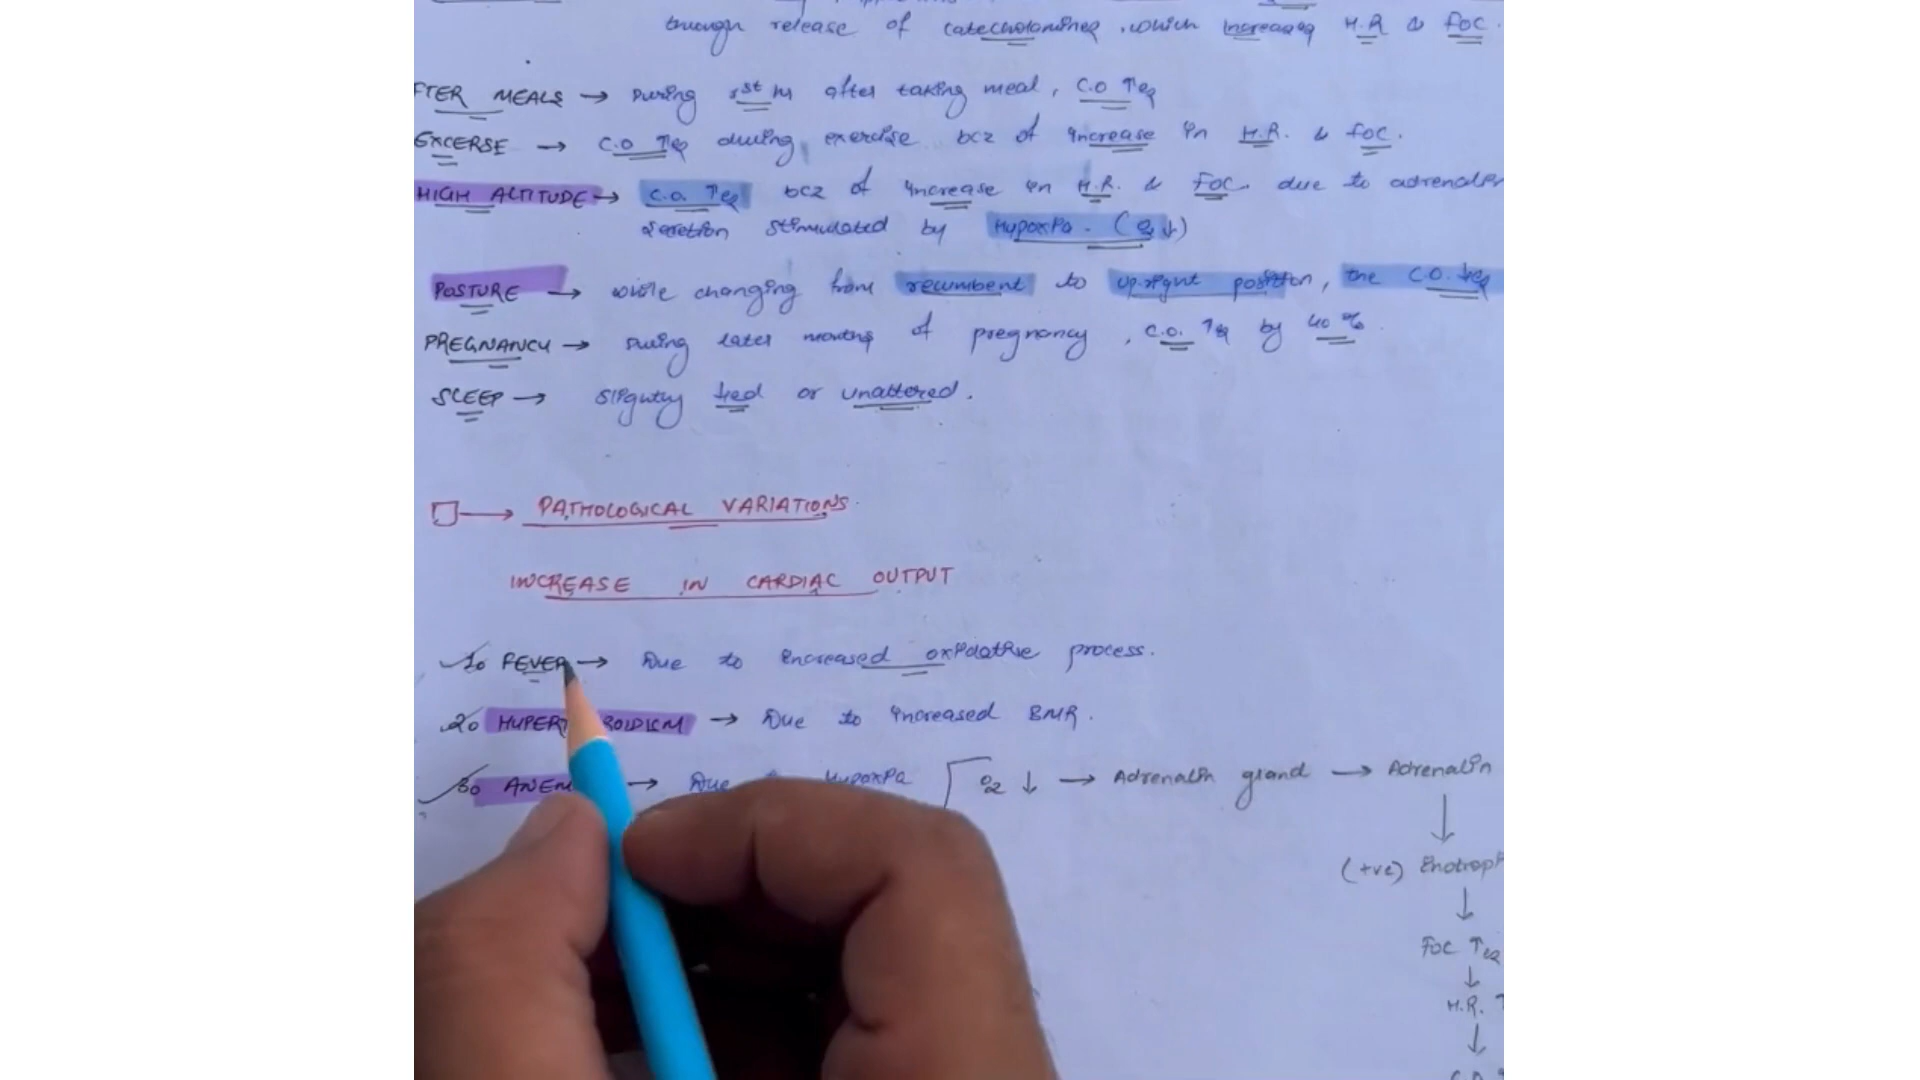 through release of catecholamines, which increases H.R & FOC.
FTER MEALS → During 1st hr after taking meal, C.O ↑es
EXCERSE → C.O ↑es during exercise bcz of increase in H.R. & FOC.
HIGH ALTITUDE → C.O. ↑es bcz of increase in H.R. & FOC. due to adrenalin
secretion stimulated by Hypoxia. (O2 ↓)
POSTURE → while changing from recumbent to upright position, the C.O. ↓es
PREGNANCY → During later months of pregnancy, C.O. ↑es by 40 %.
SLEEP → slightly ↓ed or unaltered.
□→ PATHOLOGICAL VARIATIONS.
INCREASE IN CARDIAC OUTPUT
1. FEVER → Due to increased oxidative process.
2. → Due to increased BMR.
3. ANEM → Due Hypoxia O2 ↓ → Adrenalin gland → Adrenalin
↓
(+ve) Inotropi
↓
FOC ↑es
↓
H.R. ↑
↓
C.O.